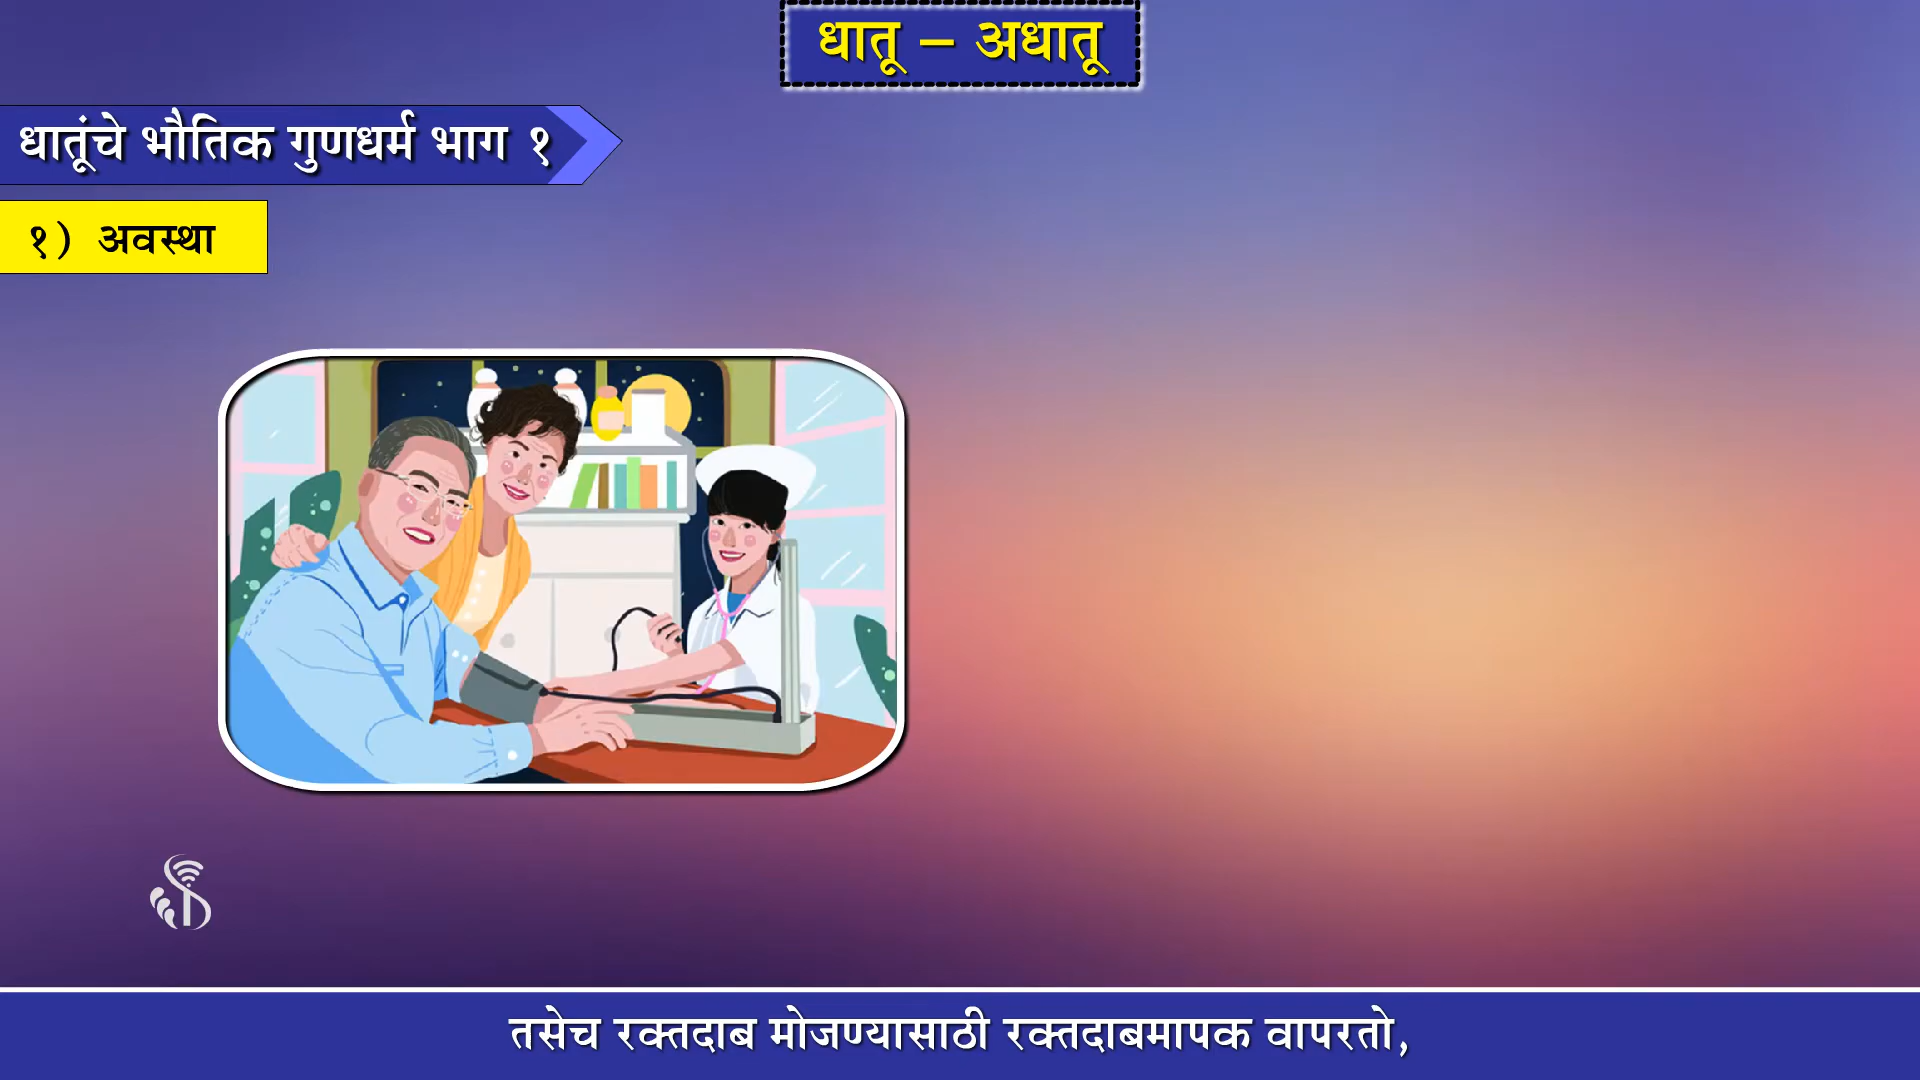 धातू – अधातू
धातूंचे भौतिक गुणधर्म भाग १
१) अवस्था
तसेच रक्तदाब मोजण्यासाठी रक्तदाबमापक वापरतो,